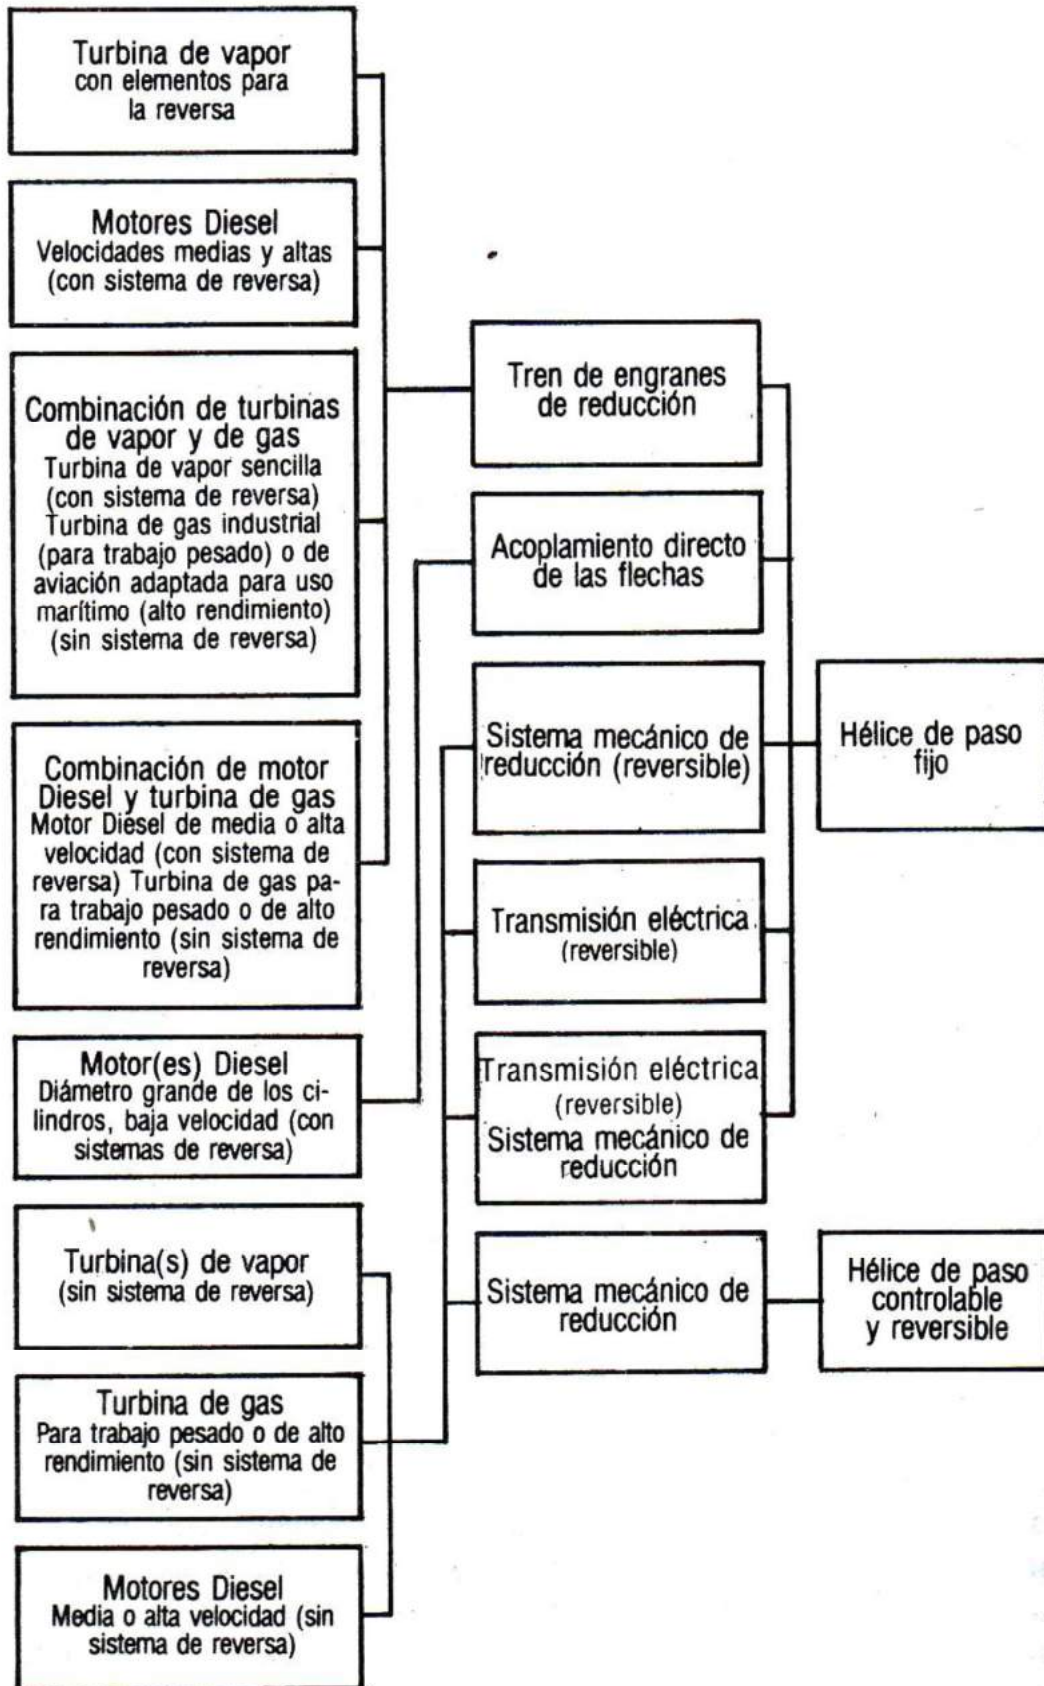 Turbina de vapor
con elementos para
la reversa
Motores Diesel
Velocidades medias y altas
(con sistema de reversa)
Combinación de turbinas
de vapor y de gas
Turbina de vapor sencilla
(con sistema de reversa)
Turbina de gas industrial
(para trabajo pesado) o de
aviación adaptada para uso
marítimo (alto rendimiento)
(sin sistema de reversa)
Combinación de motor
Diesel y turbina de gas
Motor Diesel de media o alta
velocidad (con sistema de
reversa) Turbina de gas pa-
ra trabajo pesado o de alto
rendimiento (sin sistema de
reversa)
Motor(es) Diesel
Diámetro grande de los ci-
lindros, baja velocidad (con
sistemas de reversa)
Turbina(s) de vapor
(sin sistema de reversa)
Turbina de gas
Para trabajo pesado o de alto
rendimiento (sin sistema de
reversa)
Motores Diesel
Media o alta velocidad (sin
sistema de reversa)
Tren de engranes
de reducción
Acoplamiento directo
de las flechas
Sistema mecánico de
reducción (reversible)
Transmisión eléctrica
(reversible)
Transmisión eléctrica
(reversible)
Sistema mecánico de
reducción
Sistema mecánico de
reducción
Hélice de paso
fijo
Hélice de paso
controlable
y reversible